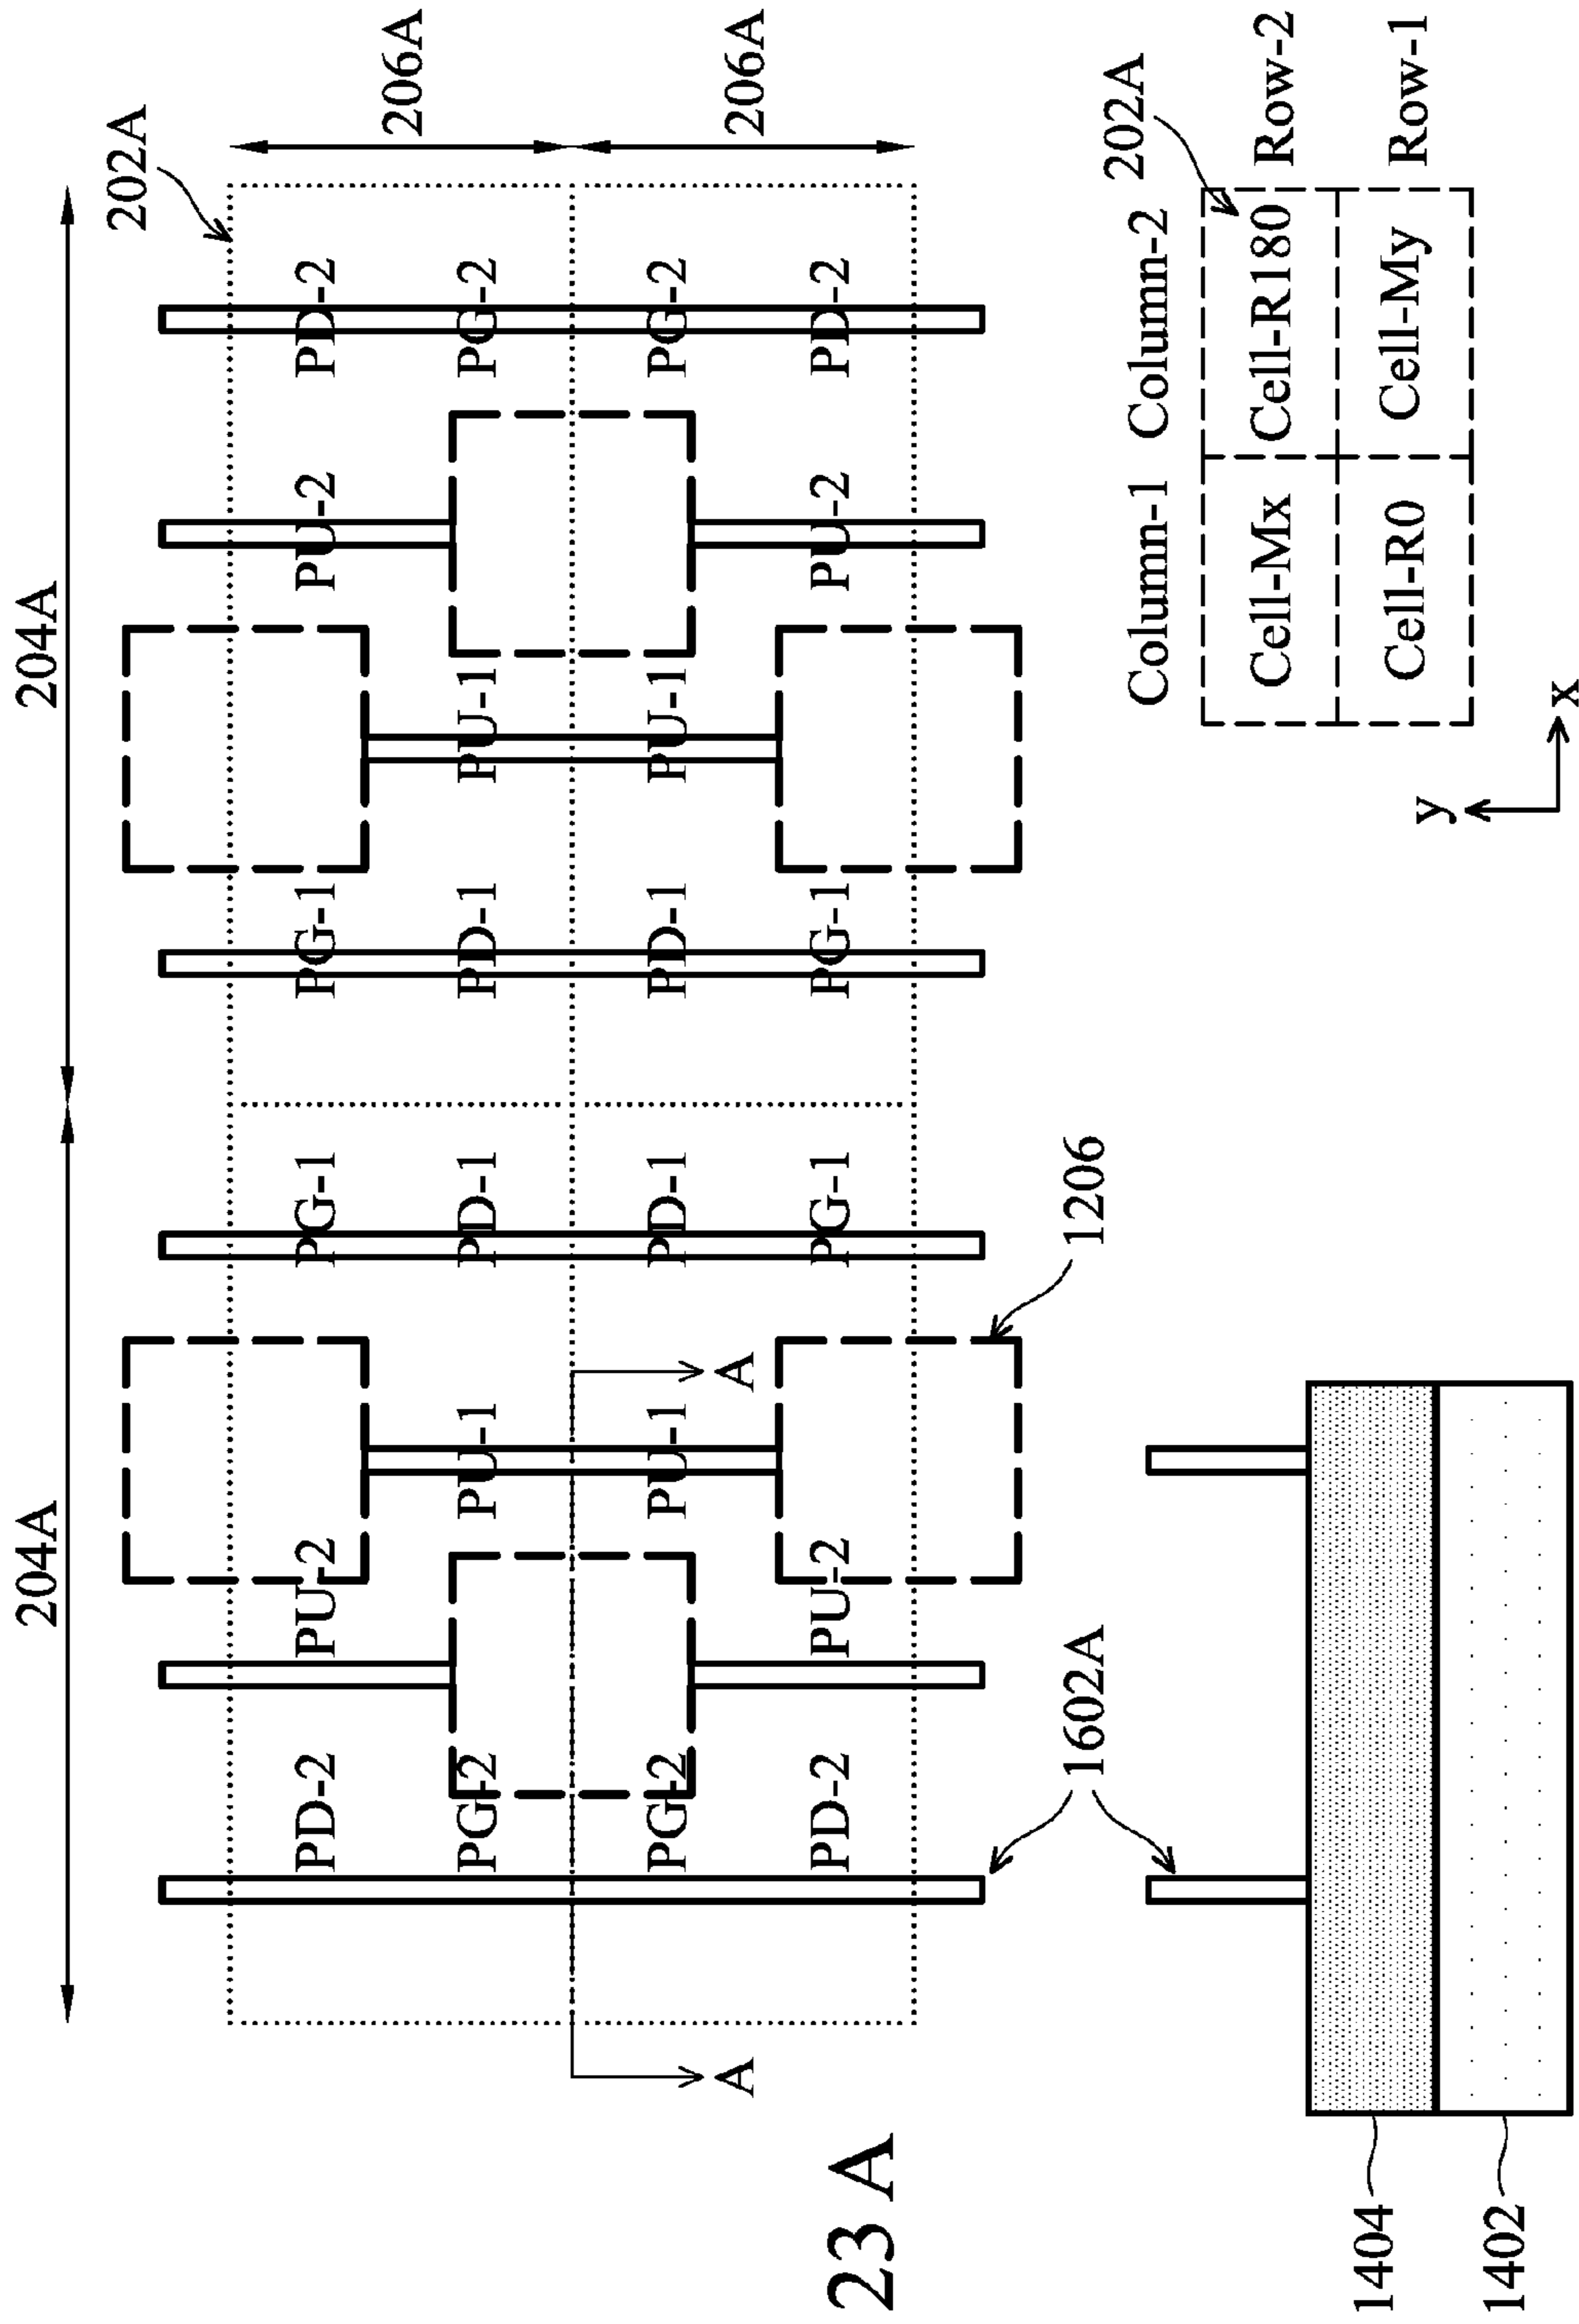 204A 204A
202A
PD-2 PU-2 PG-1 PG-1 PU-2 PD-2
206A
PG-2 PU-1 PD-1 PD-1 PU-1 PG-2
PG-2 PU-1 PD-1 PD-1 PU-1 PG-2
A A 206A
PD-2 PU-2 PG-1 PG-1 PU-2 PD-2
23 A
1602A 1206
Column-1 Column-2 202A
Cell-Mx Cell-R180 Row-2
Cell-R0 Cell-My Row-1
1404
y
1402
x